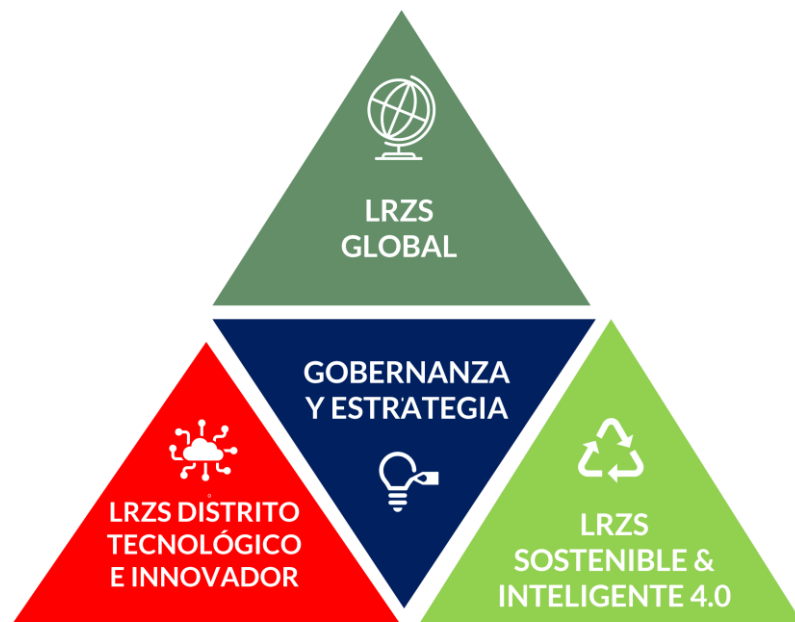 LRZS
GLOBAL
GOBERNANZA
Y ESTRATEGIA
LRZS DISTRITO
TECNOLÓGICO
E INNOVADOR
LRZS
SOSTENIBLE &
INTELIGENTE 4.0